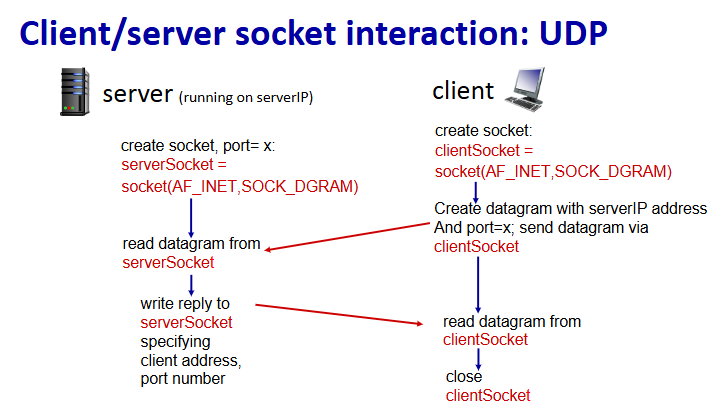 Client/server socket interaction: UDP
server (running on serverIP)
create socket, port= x:
serverSocket =
socket(AF_INET,SOCK_DGRAM)
read datagram from
serverSocket
write reply to
serverSocket
specifying
client address,
port number
client
create socket:
clientSocket =
socket(AF_INET,SOCK_DGRAM)
Create datagram with serverIP address
And port=x; send datagram via
clientSocket
read datagram from
clientSocket
close
clientSocket